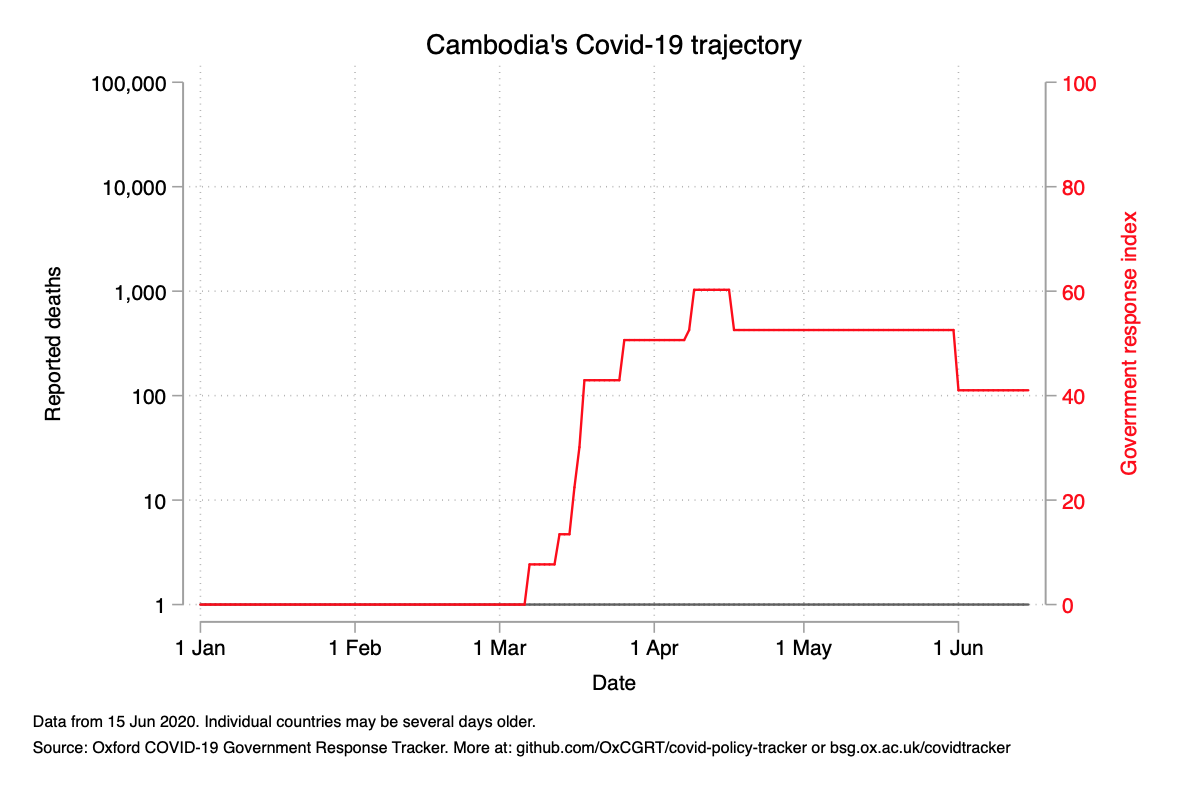 Cambodia's Covid-19 trajectory
100,000
10,000
1,000
100
10
1
Reported deaths
100
80
60
40
20
0
Government response index
1 Jan
1 Feb
1 Mar
1 Apr
1 May
1 Jun
Date
Data from 15 Jun 2020. Individual countries may be several days older.
Source: Oxford COVID-19 Government Response Tracker. More at: github.com/OxCGRT/covid-policy-tracker or bsg.ox.ac.uk/covidtracker